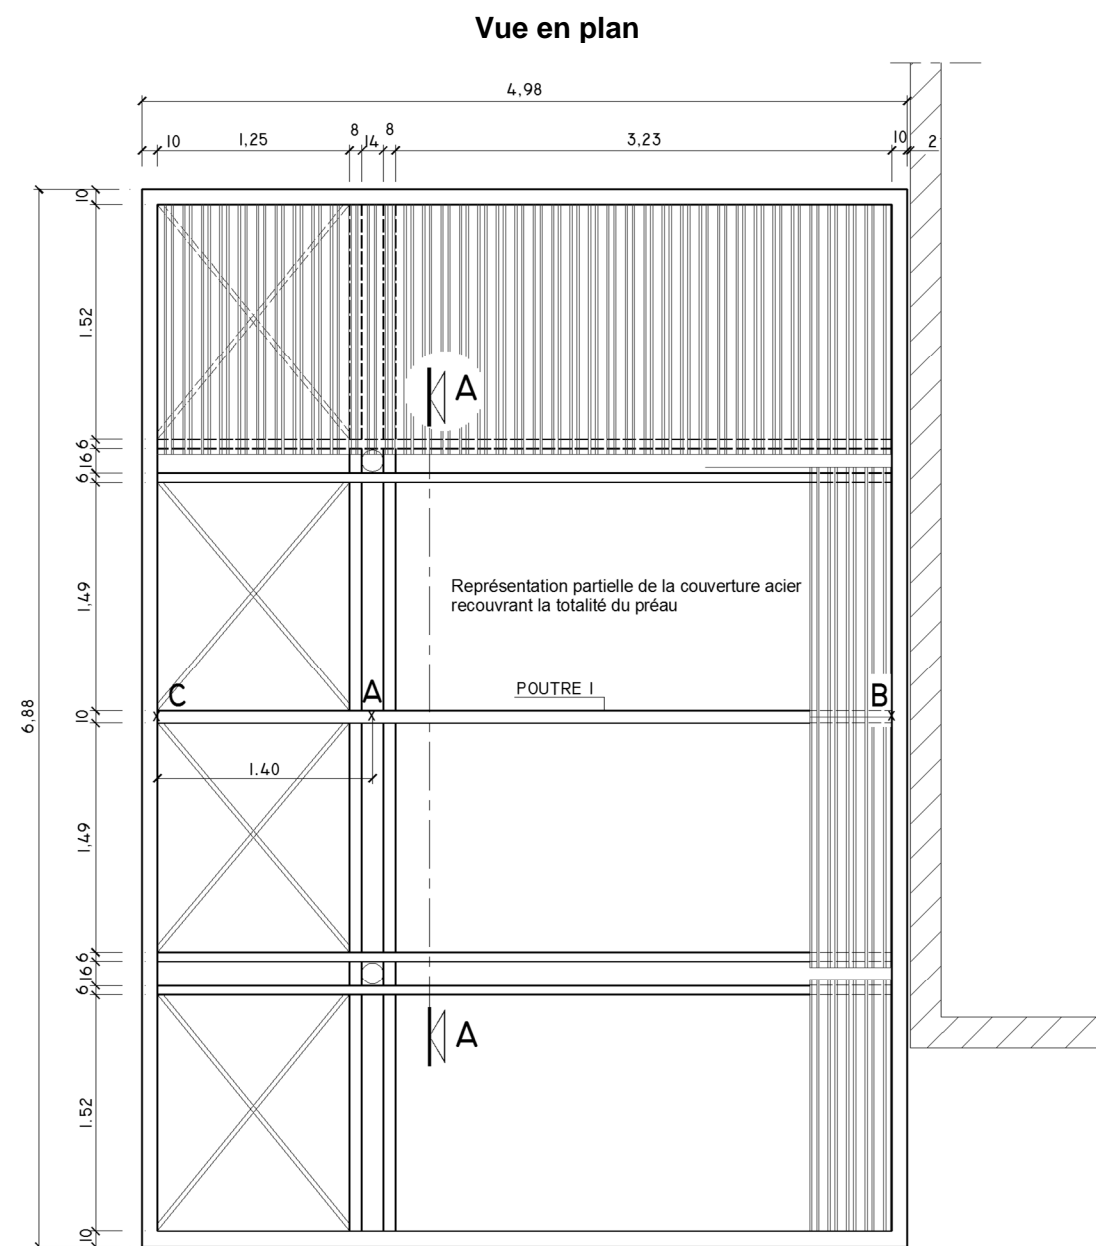 Vue en plan
4,98
10 1,25 8 14 8 3,23 10 2
10
1.52
A
6
16
6
1,49
Représentation partielle de la couverture acier
recouvrant la totalité du préau
POUTRE 1
C A B
6,88
10
1.40
1,49
6
16
6
A
1.52
10